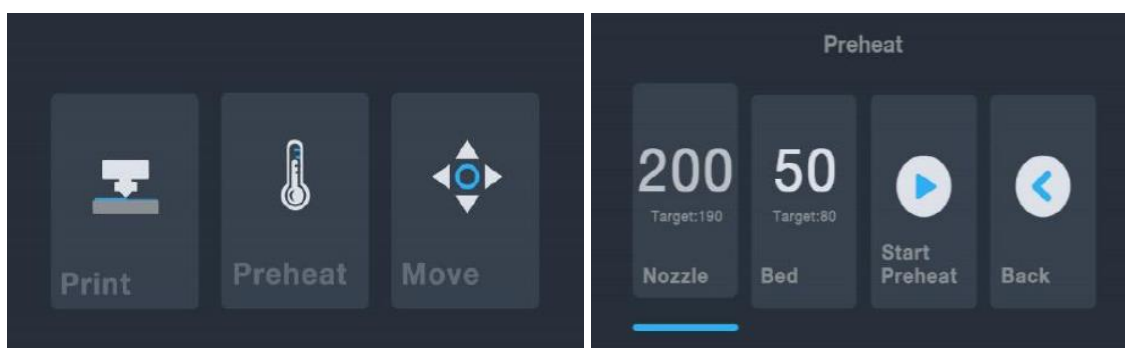 Print
Preheat
Move
Preheat
200
Target:190
Nozzle
50
Target:80
Bed
Start
Preheat
Back